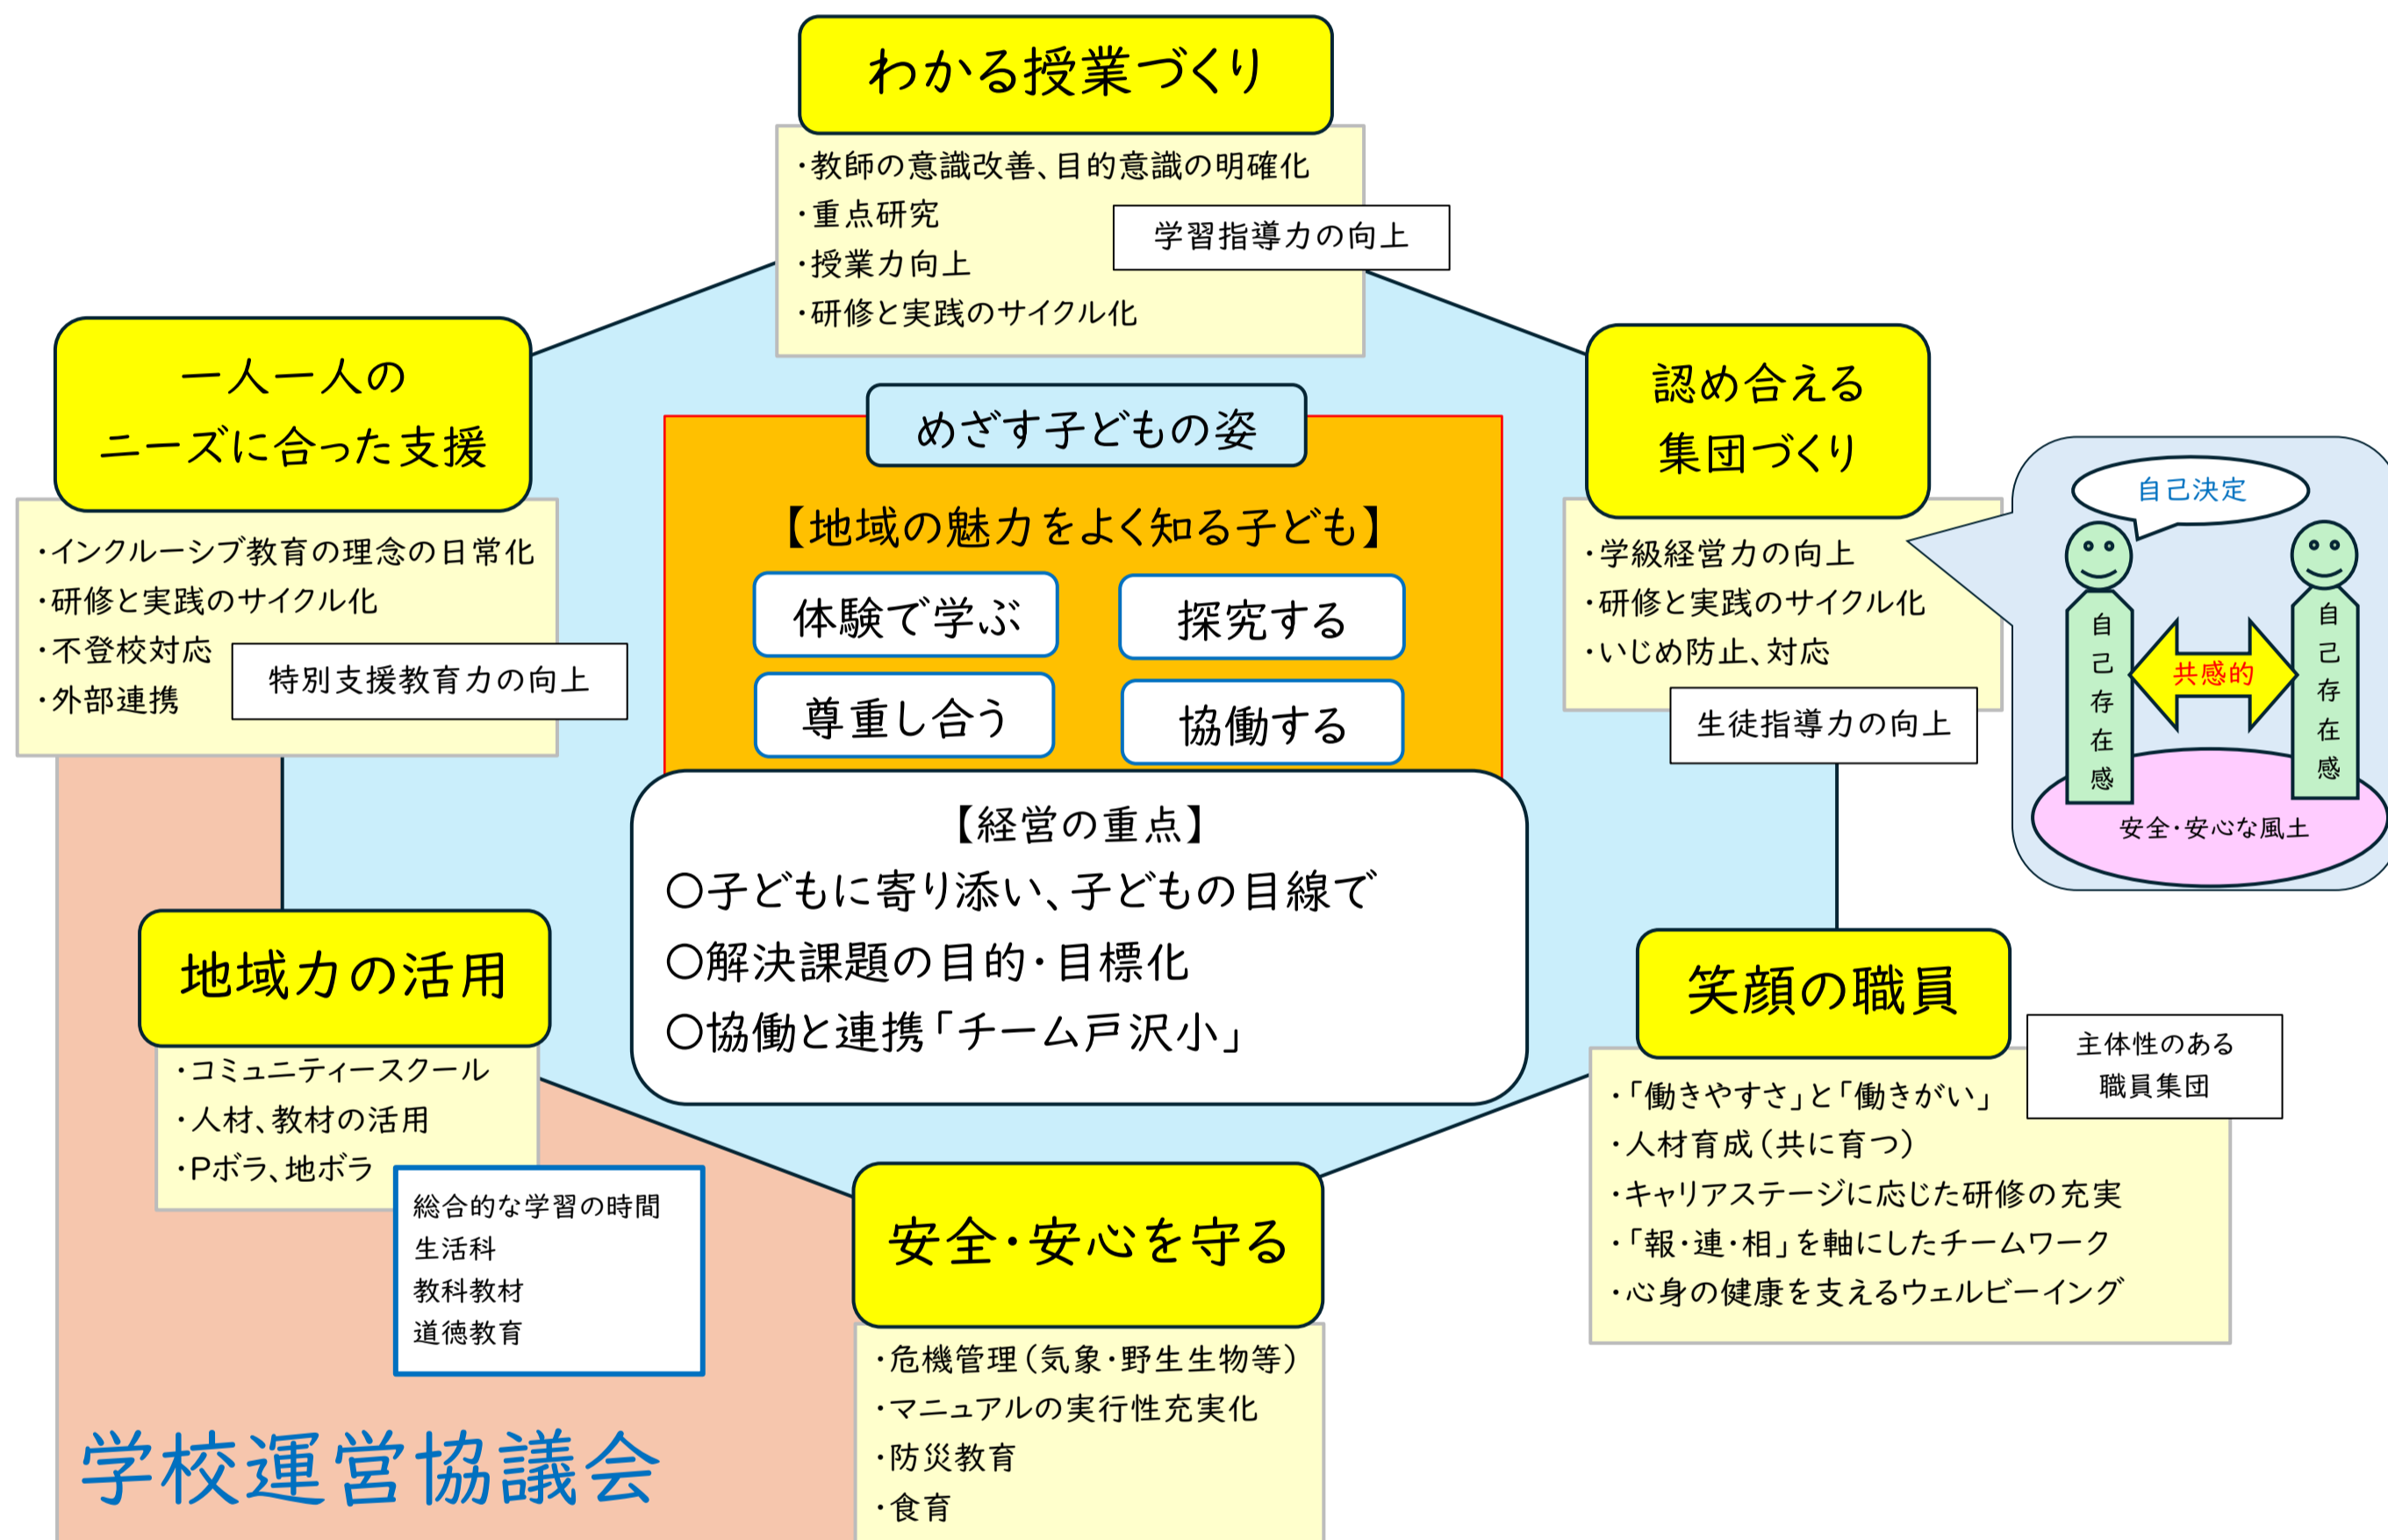 わかる授業づくり
・教師の意識改善、目的意識の明確化
・重点研究
・授業力向上
・研修と実践のサイクル化
学習指導力の向上
一人一人の
ニーズに合った支援
・インクルーシブ教育の理念の日常化
・研修と実践のサイクル化
・不登校対応
・外部連携
特別支援教育力の向上
めざす子どもの姿
【地域の魅力をよく知る子ども】
体験で学ぶ
探究する
尊重し合う
協働する
【経営の重点】
○子どもに寄り添い、子どもの目線で
○解決課題の目的・目標化
○協働と連携「チーム戸沢小」
認め合える
集団づくり
・学級経営力の向上
・研修と実践のサイクル化
・いじめ防止、対応
生徒指導力の向上
自己決定
自己存在感
共感的
自己存在感
安全・安心な風土
地域力の活用
・コミュニティースクール
・人材、教材の活用
・Pボラ、地ボラ
総合的な学習の時間
生活科
教科教材
道徳教育
学校運営協議会
安全・安心を守る
・危機管理（気象・野生生物等）
・マニュアルの実行性充実化
・防災教育
・食育
笑顔の職員
主体性のある
職員集団
・「働きやすさ」と「働きがい」
・人材育成（共に育つ）
・キャリアステージに応じた研修の充実
・「報・連・相」を軸にしたチームワーク
・心身の健康を支えるウェルビーイング